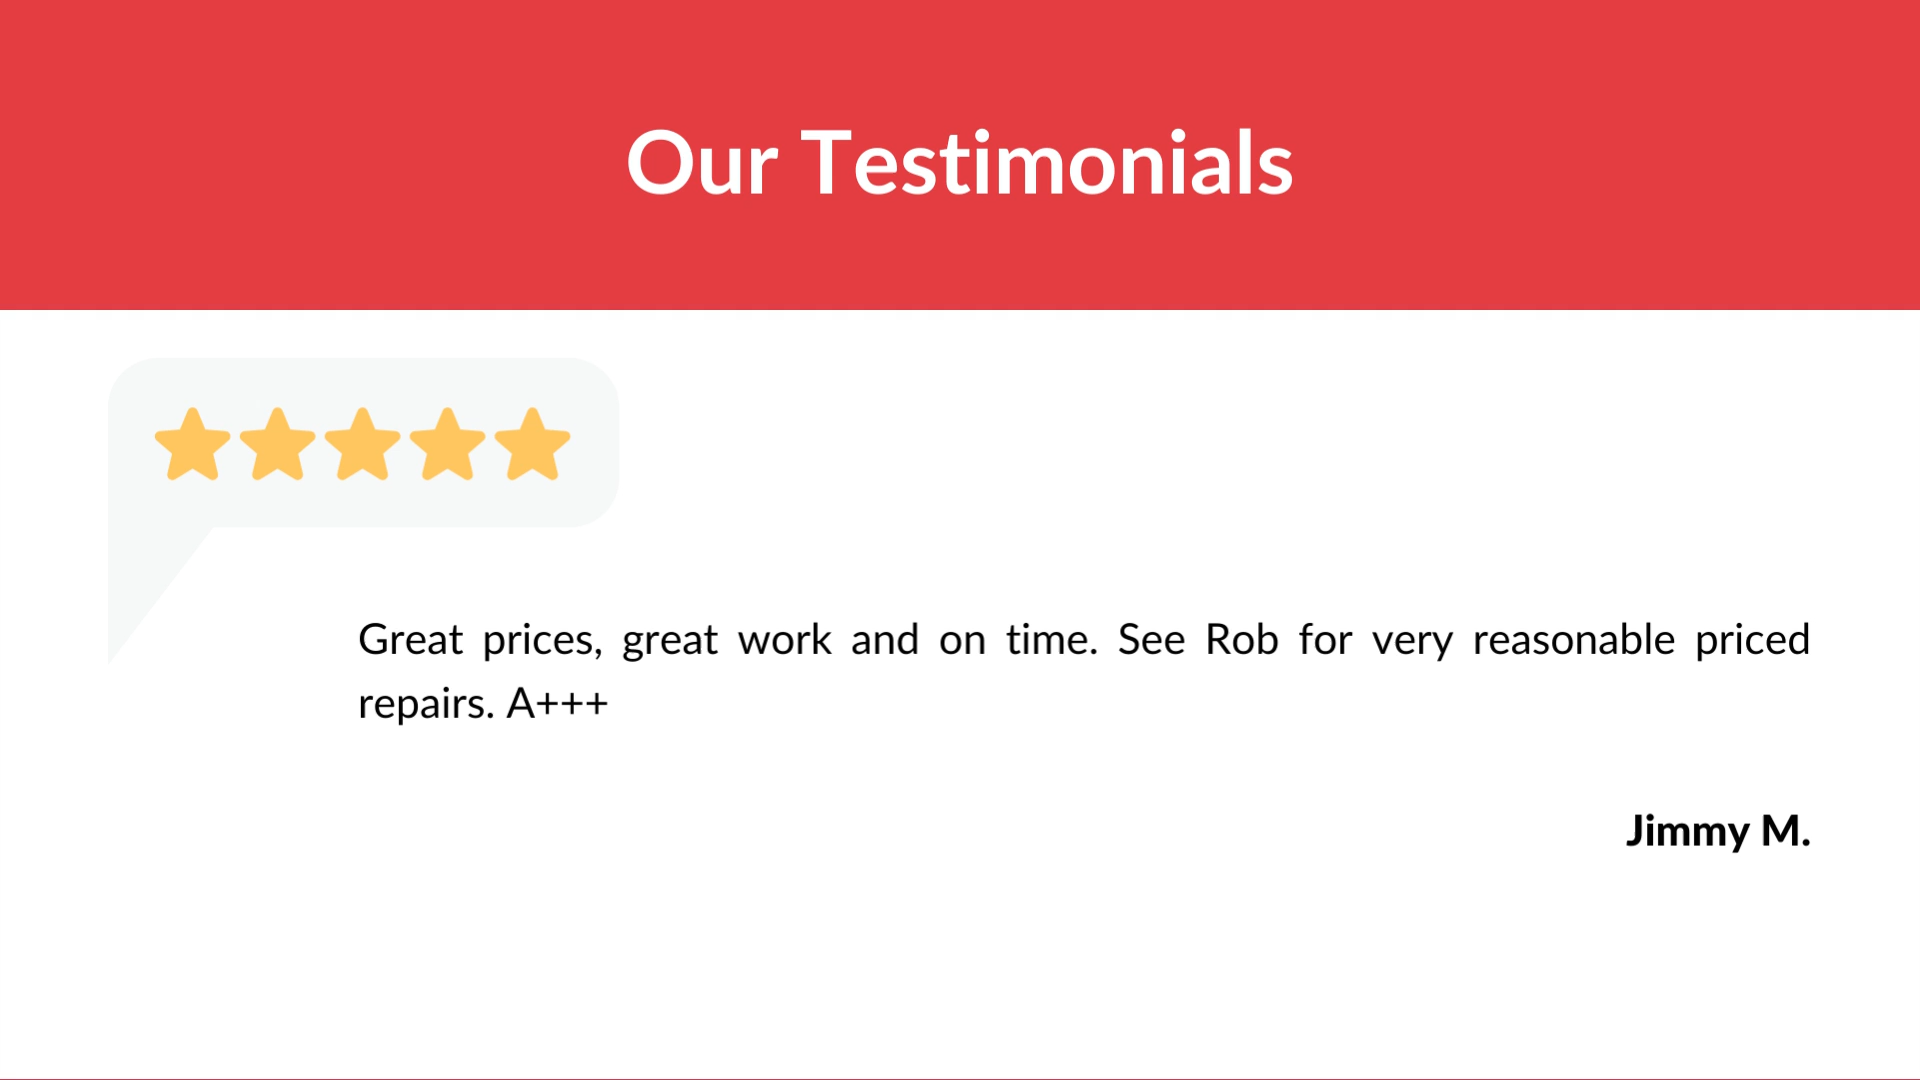 Our Testimonials
Great prices, great work and on time. See Rob for very reasonable priced
repairs. A+++
Jimmy M.